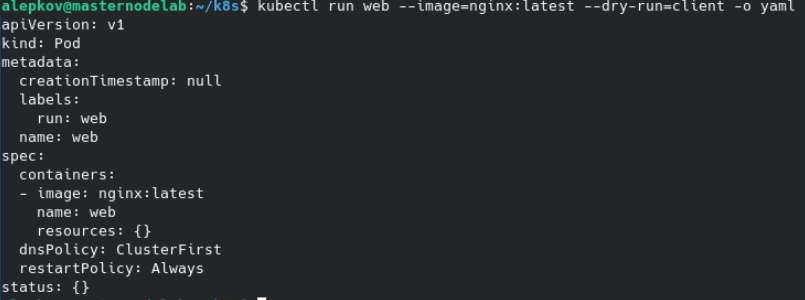 alepkov@masternodelab:~/k8s$ kubectl run web --image=nginx:latest --dry-run=client -o yaml
apiVersion: v1
kind: Pod
metadata:
  creationTimestamp: null
  labels:
    run: web
  name: web
spec:
  containers:
  - image: nginx:latest
    name: web
    resources: {}
  dnsPolicy: ClusterFirst
  restartPolicy: Always
status: {}